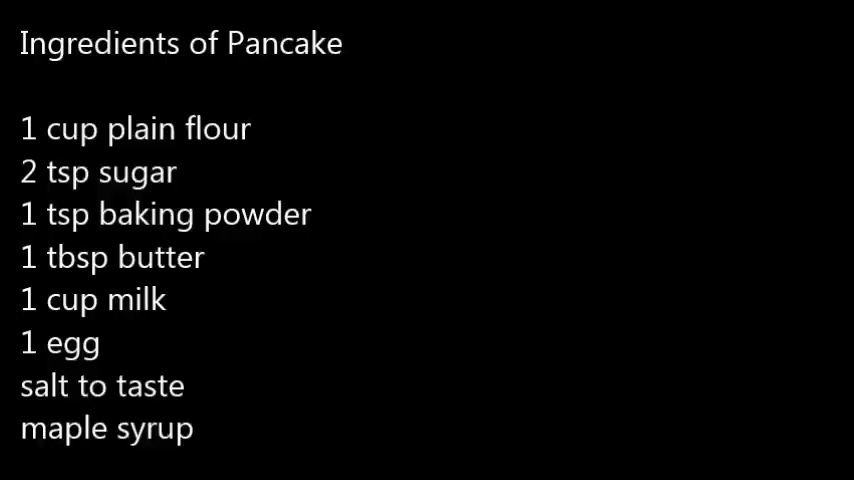 Ingredients of Pancake
1 cup plain flour
2 tsp sugar
1 tsp baking powder
1 tbsp butter
1 cup milk
1 egg
salt to taste
maple syrup